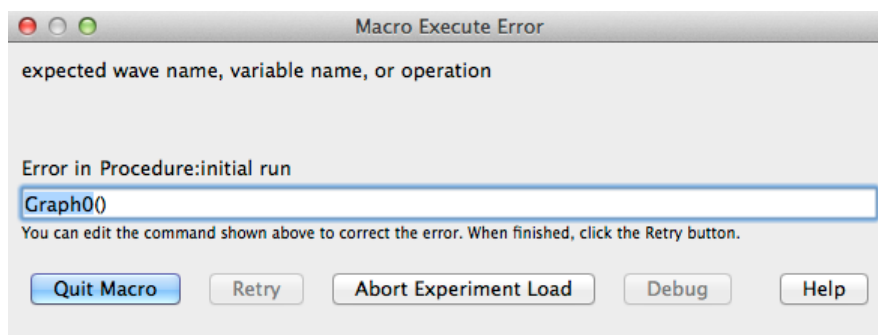 Macro Execute Error
expected wave name, variable name, or operation
Error in Procedure:initial run
Graph0()
You can edit the command shown above to correct the error. When finished, click the Retry button.
Quit Macro Retry Abort Experiment Load Debug Help